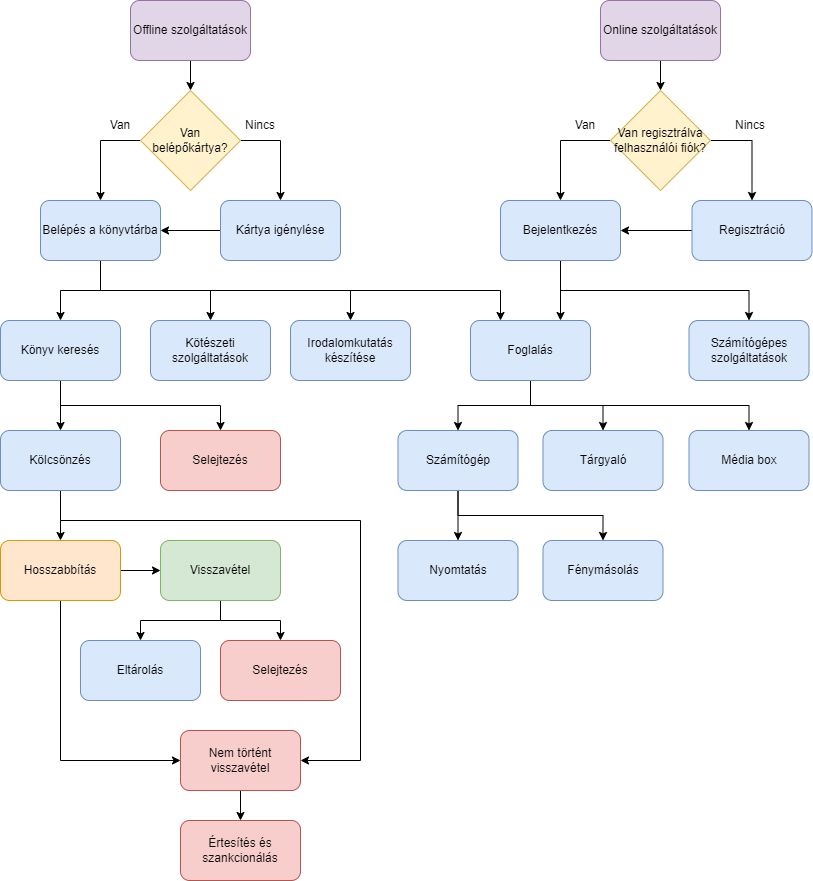 Offline szolgáltatások
Online szolgáltatások
Van
Nincs
Van
belépőkártya?
Van
Nincs
Van regisztrálva
felhasználói fiók?
Belépés a könyvtárba
Kártya igénylése
Bejelentkezés
Regisztráció
Könyv keresés
Kötészeti
szolgáltatások
Irodalomkutatás
készítése
Foglalás
Számítógépes
szolgáltatások
Kölcsönzés
Selejtezés
Számítógép
Tárgyaló
Média box
Hosszabbítás
Visszavétel
Nyomtatás
Fénymásolás
Eltárolás
Selejtezés
Nem történt
visszavétel
Értesítés és
szankcionálás